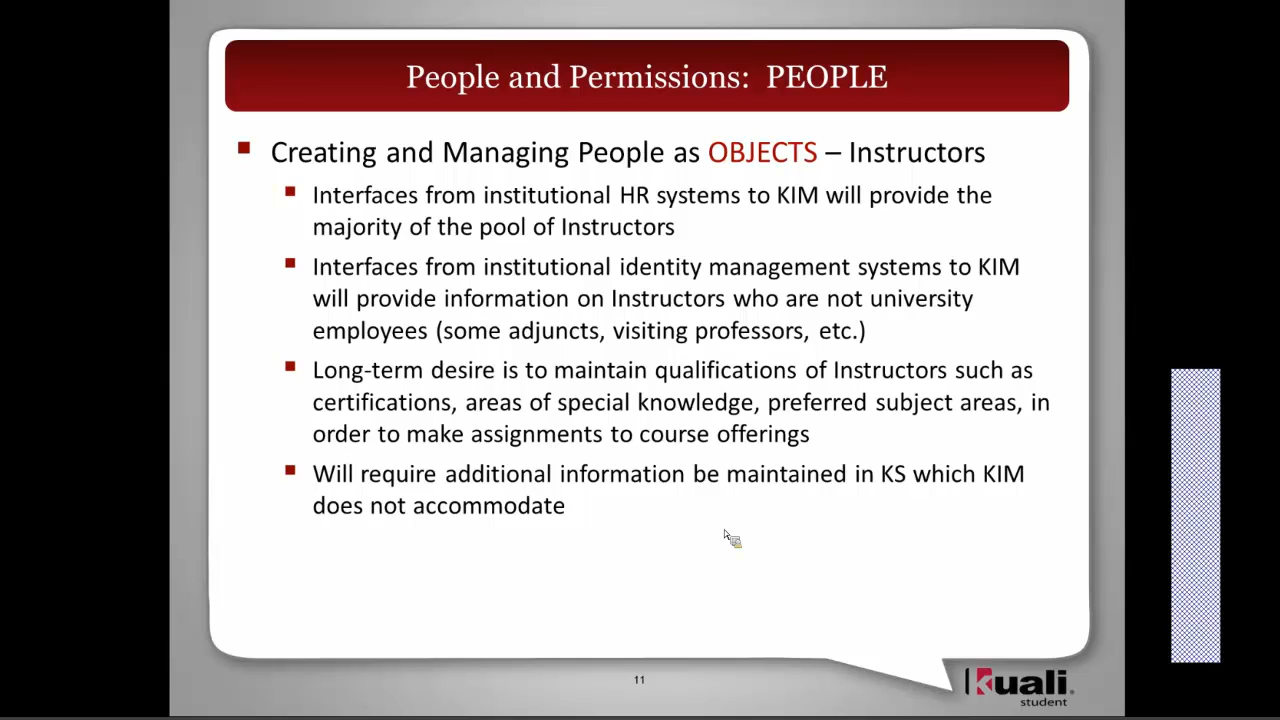 People and Permissions: PEOPLE
Creating and Managing People as OBJECTS – Instructors
Interfaces from institutional HR systems to KIM will provide the
majority of the pool of Instructors
Interfaces from institutional identity management systems to KIM
will provide information on Instructors who are not university
employees (some adjuncts, visiting professors, etc.)
Long-term desire is to maintain qualifications of Instructors such as
certifications, areas of special knowledge, preferred subject areas, in
order to make assignments to course offerings
Will require additional information be maintained in KS which KIM
does not accommodate
11
kuali
student